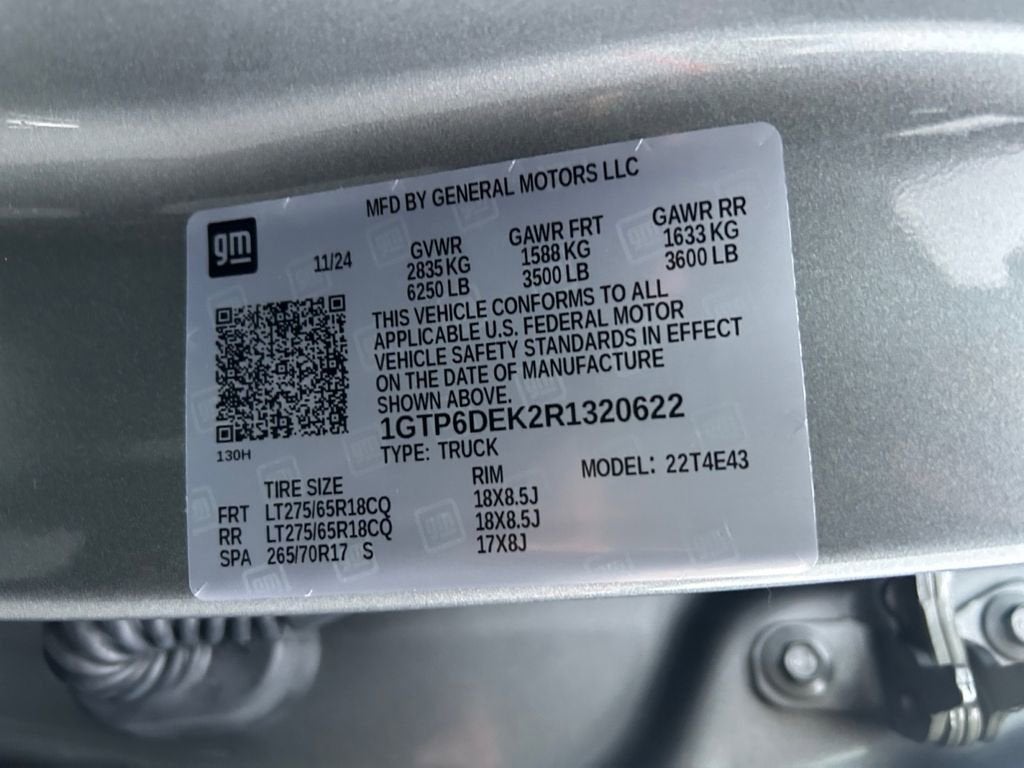 MFD BY GENERAL MOTORS LLC
gm
11/24
GVWR
2835 KG
6250 LB
GAWR FRT
1588 KG
3500 LB
GAWR RR
1633 KG
3600 LB
THIS VEHICLE CONFORMS TO ALL
APPLICABLE U.S. FEDERAL MOTOR
VEHICLE SAFETY STANDARDS IN EFFECT
ON THE DATE OF MANUFACTURE
SHOWN ABOVE.
1GTP6DEK2R1320622
130H
TYPE: TRUCK
MODEL: 22T4E43
TIRE SIZE RIM
FRT LT275/65R18CQ 18X8.5J
RR LT275/65R18CQ 18X8.5J
SPA 265/70R17 S 17X8J